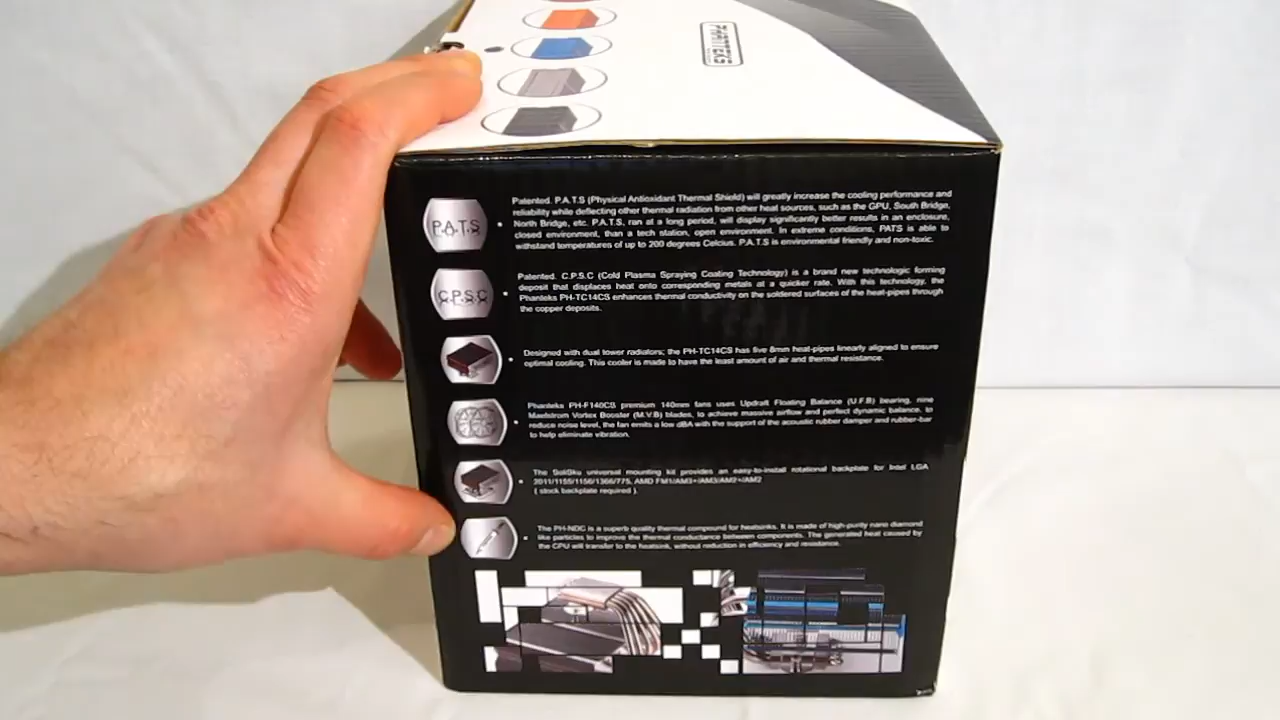 PHANTEKS
P.A.T.S
Patented. P.A.T.S (Physical Antioxidant Thermal Shield) will greatly increase the cooling performance and
reliability while deflecting other thermal radiation from other heat sources, such as the GPU, South Bridge,
North Bridge, etc. P.A.T.S, ran at a long period, will display significantly better results in an enclosure,
closed environment, than a tech station, open environment. In extreme conditions, PATS is able to
withstand temperatures of up to 200 degrees Celcius. P.A.T.S is environmental friendly and non-toxic.
C.P.S.C
Patented. C.P.S.C (Cold Plasma Spraying Coating Technology) is a brand new technologic forming
deposit that displaces heat onto corresponding metals at a quicker rate. With this technology, the
Phanteks PH-TC14CS enhances thermal conductivity on the soldered surfaces of the heat-pipes through
the copper deposits.
Designed with dual tower radiators; the PH-TC14CS has five 8mm heat-pipes linearly aligned to ensure
optimal cooling. This cooler is made to have the least amount of air and thermal resistance.
Phanteks PH-F140CS premium 140mm fans uses Updraft Floating Balance (U.F.B) bearing, nine
Maelstrom Vortex Booster (M.V.B) blades, to achieve massive airflow and perfect dynamic balance, to
reduce noise level, the fan emits a low dBA with the support of the acoustic rubber damper and rubber-bar
to help eliminate vibration.
The SoliSku universal mounting kit provides an easy-to-install rotational backplate for Intel LGA
2011/1155/1156/1366/775, AMD FM1/AM3+/AM3/AM2+/AM2
( stock backplate required ).
The PH-NDC is a superb quality thermal compound for heatsinks. It is made of high-purity nano diamond
like particles to improve the thermal conductance between components. The generated heat caused by
the CPU will transfer to the heatsink, without reduction in efficiency and resistance.